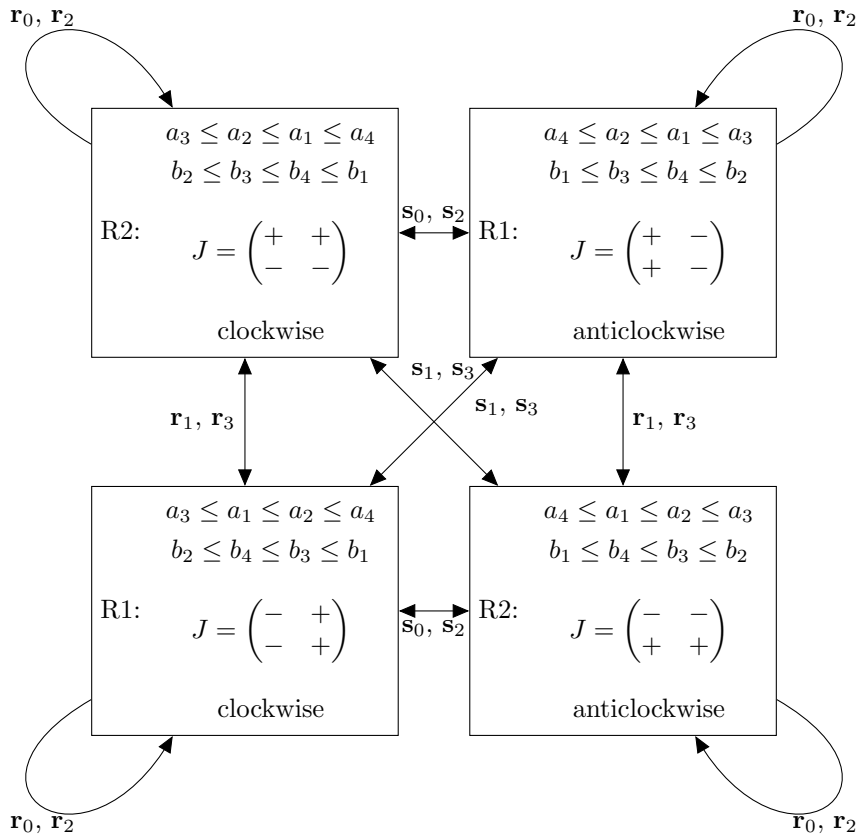 r₀, r₂
r₀, r₂
a₃ ≤ a₂ ≤ a₁ ≤ a₄
b₂ ≤ b₃ ≤ b₄ ≤ b₁
R2:
J = (+ +
− −)
clockwise
s₀, s₂
a₄ ≤ a₂ ≤ a₁ ≤ a₃
b₁ ≤ b₃ ≤ b₄ ≤ b₂
R1:
J = (+ −
+ −)
anticlockwise
s₁, s₃
s₁, s₃
r₁, r₃
r₁, r₃
a₃ ≤ a₁ ≤ a₂ ≤ a₄
b₂ ≤ b₄ ≤ b₃ ≤ b₁
R1:
J = (− +
− +)
clockwise
s₀, s₂
a₄ ≤ a₁ ≤ a₂ ≤ a₃
b₁ ≤ b₄ ≤ b₃ ≤ b₂
R2:
J = (− −
+ +)
anticlockwise
r₀, r₂
r₀, r₂